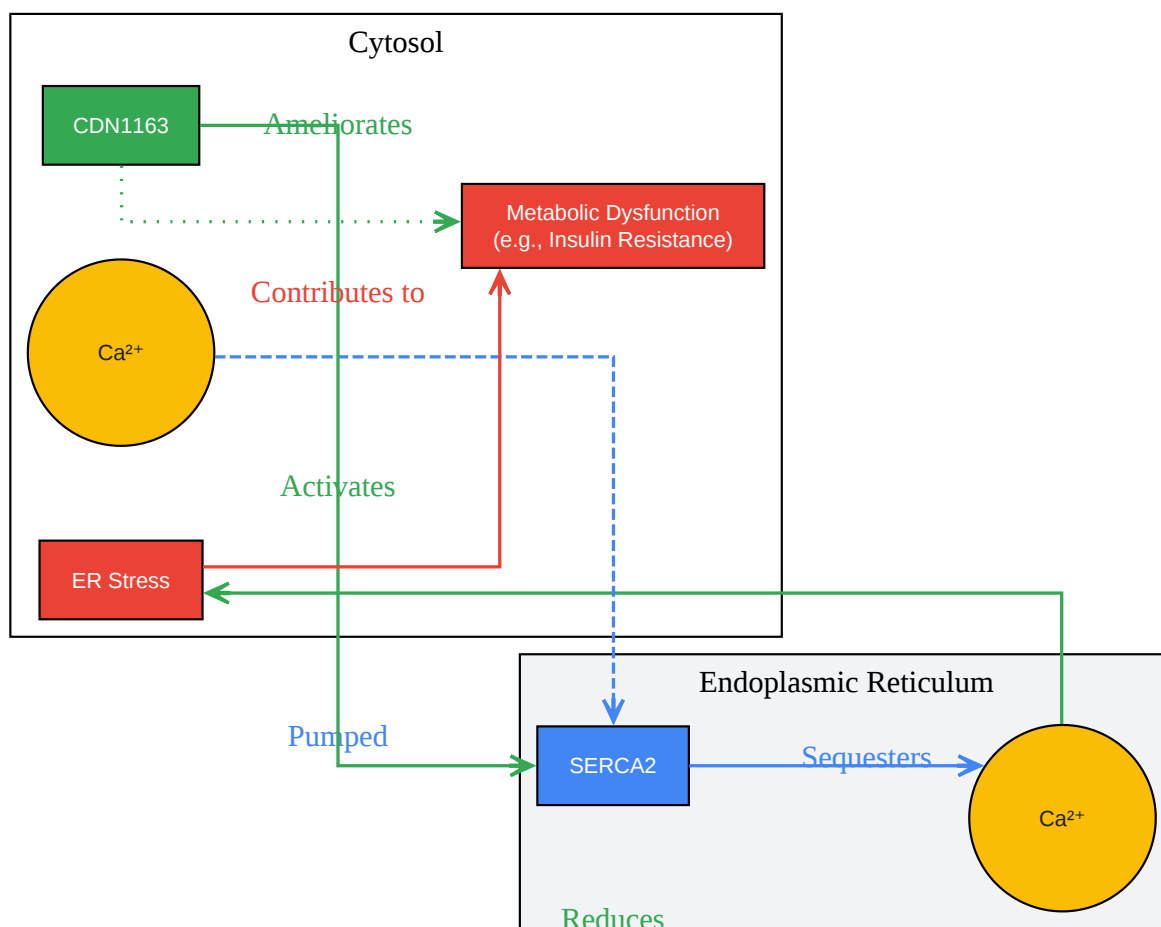 Cytosol
CDN1163
Ameliorates
Metabolic Dysfunction
(e.g., Insulin Resistance)
Contributes to
Ca²⁺
Activates
ER Stress
Endoplasmic Reticulum
Pumped
SERCA2
Sequesters
Ca²⁺
Reduces